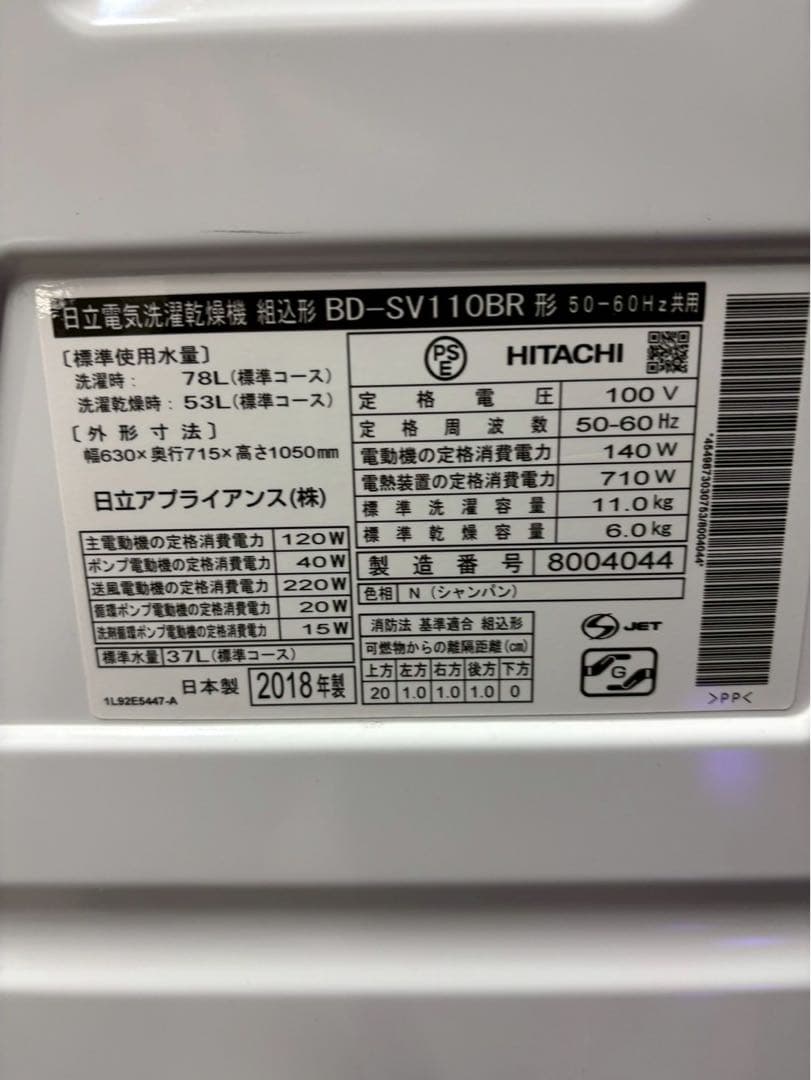 日立電気洗濯乾燥機 組込形 BD-SV110BR 形 50-60Hz共用
〔標準使用水量〕
洗濯時： 78L(標準コース)
洗濯乾燥時：53L(標準コース)
〔外形寸法〕
幅630×奥行715×高さ1050mm
日立アプライアンス(株)
主電動機の定格消費電力 120W
ポンプ電動機の定格消費電力 40W
送風電動機の定格消費電力 220W
循環ポンプ電動機の定格消費電力 20W
洗剤循環ポンプ電動機の定格消費電力 15W
標準水量 37L(標準コース)
1L92E5447-A 日本製 2018年製
PSE HITACHI
定格電圧 100V
定格周波数 50-60Hz
電動機の定格消費電力 140W
電熱装置の定格消費電力 710W
標準洗濯容量 11.0kg
標準乾燥容量 6.0kg
製造番号 8004044
色相 N（シャンパン）
消防法 基準適合 組込形
可燃物からの離隔距離(cm)
上方 左方 右方 後方 下方
20 1.0 1.0 1.0 0
S JET
G
*4549873030753/8004044*
>PP<